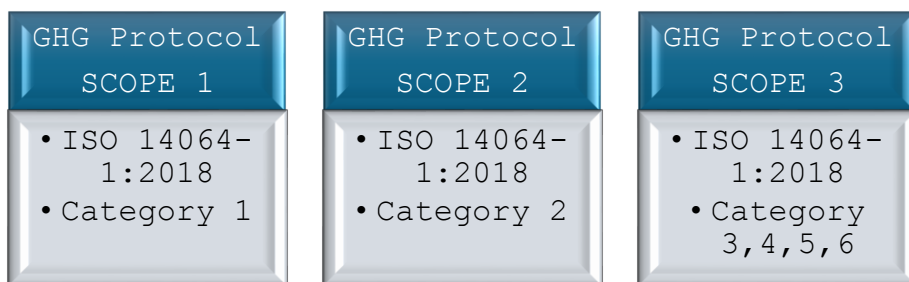 GHG Protocol
SCOPE 1
• ISO 14064-
1:2018
• Category 1
GHG Protocol
SCOPE 2
• ISO 14064-
1:2018
• Category 2
GHG Protocol
SCOPE 3
• ISO 14064-
1:2018
• Category
3,4,5,6